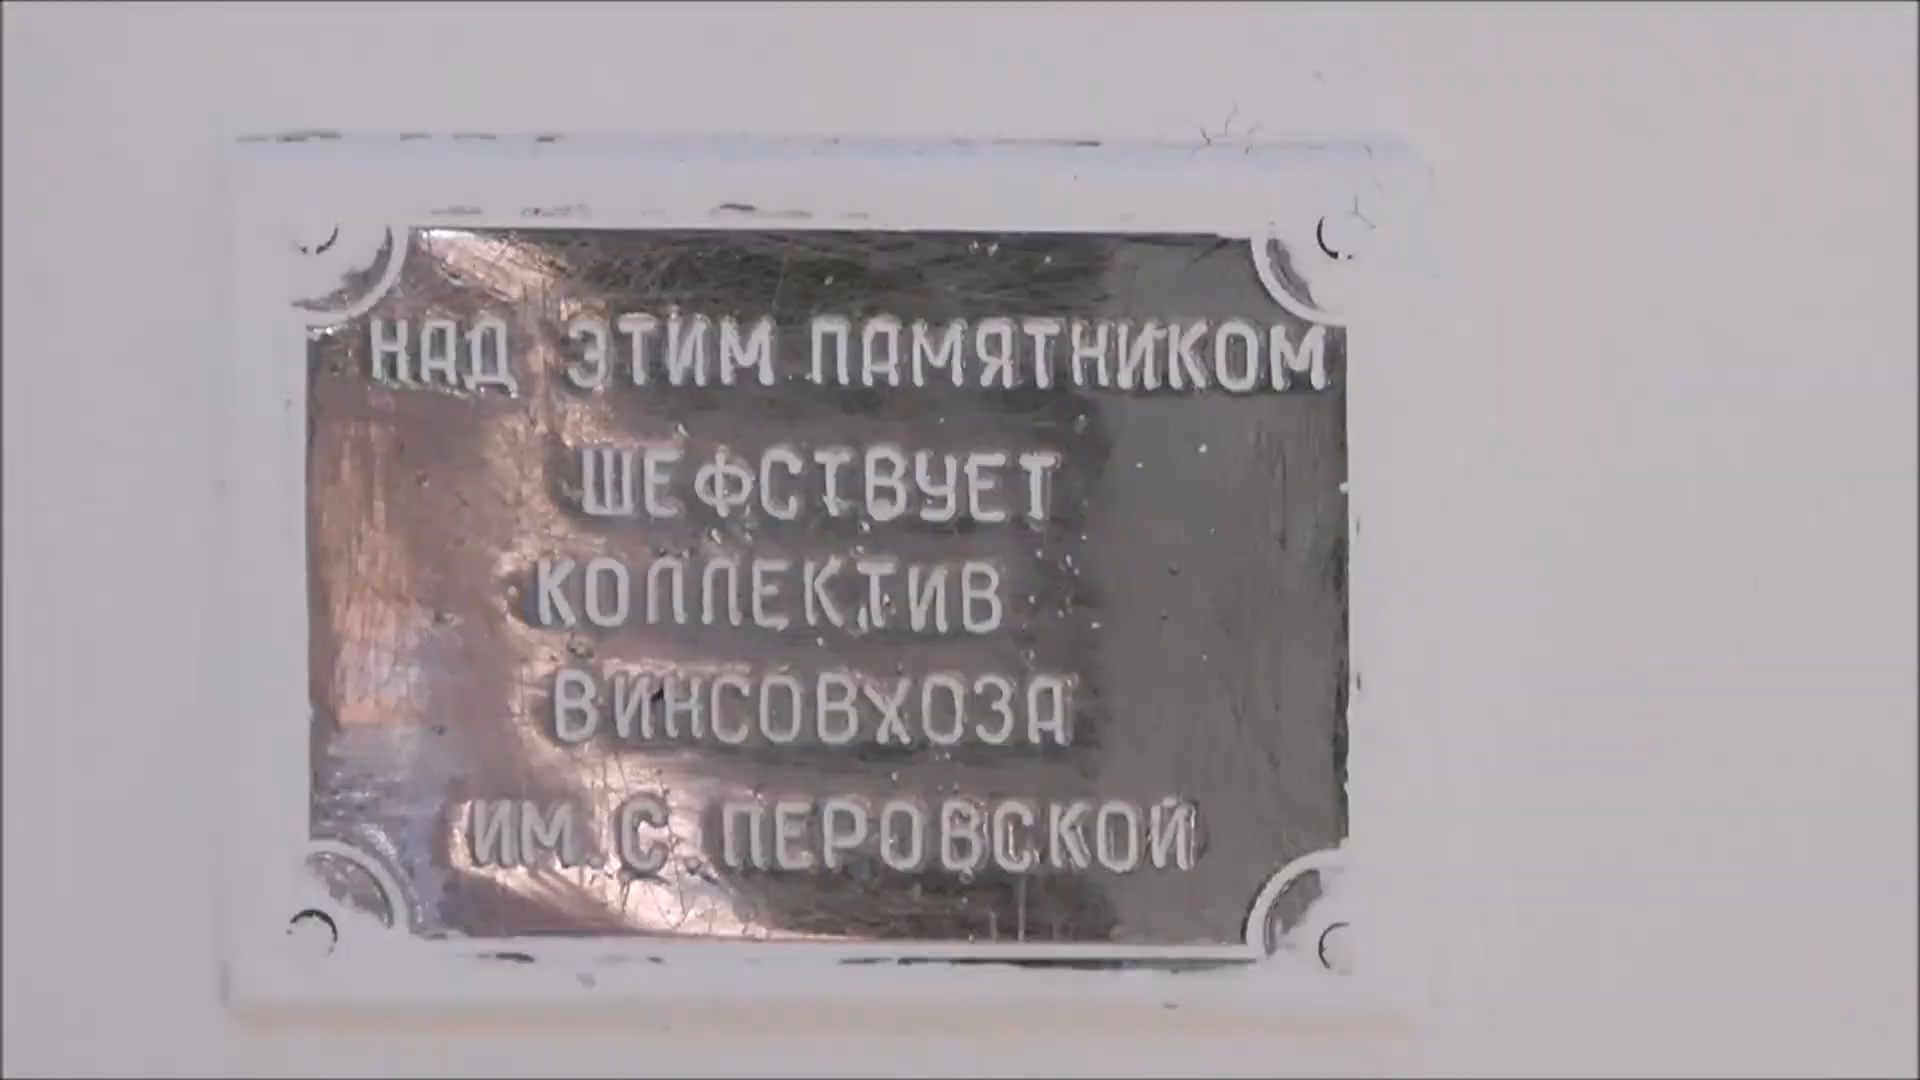 НАД ЭТИМ ПАМЯТНИКОМ
ШЕФСТВУЕТ
КОЛЛЕКТИВ
ВИНСОВХОЗА
ИМ. С. ПЕРОВСКОЙ